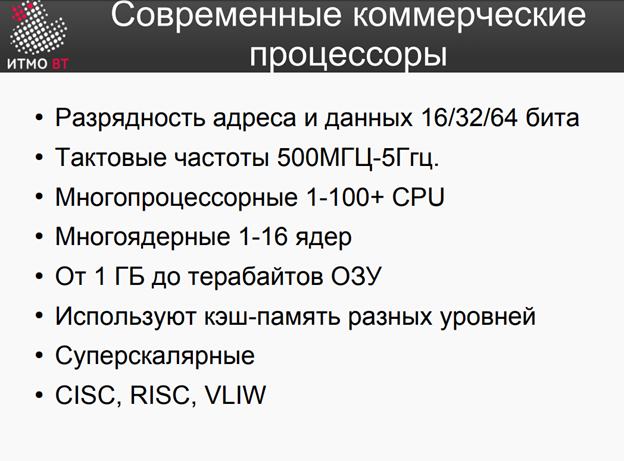 Современные коммерческие
процессоры
ИТМО ВТ
• Разрядность адреса и данных 16/32/64 бита
• Тактовые частоты 500МГЦ-5Ггц.
• Многопроцессорные 1-100+ CPU
• Многоядерные 1-16 ядер
• От 1 ГБ до терабайтов ОЗУ
• Используют кэш-память разных уровней
• Суперскалярные
• CISC, RISC, VLIW